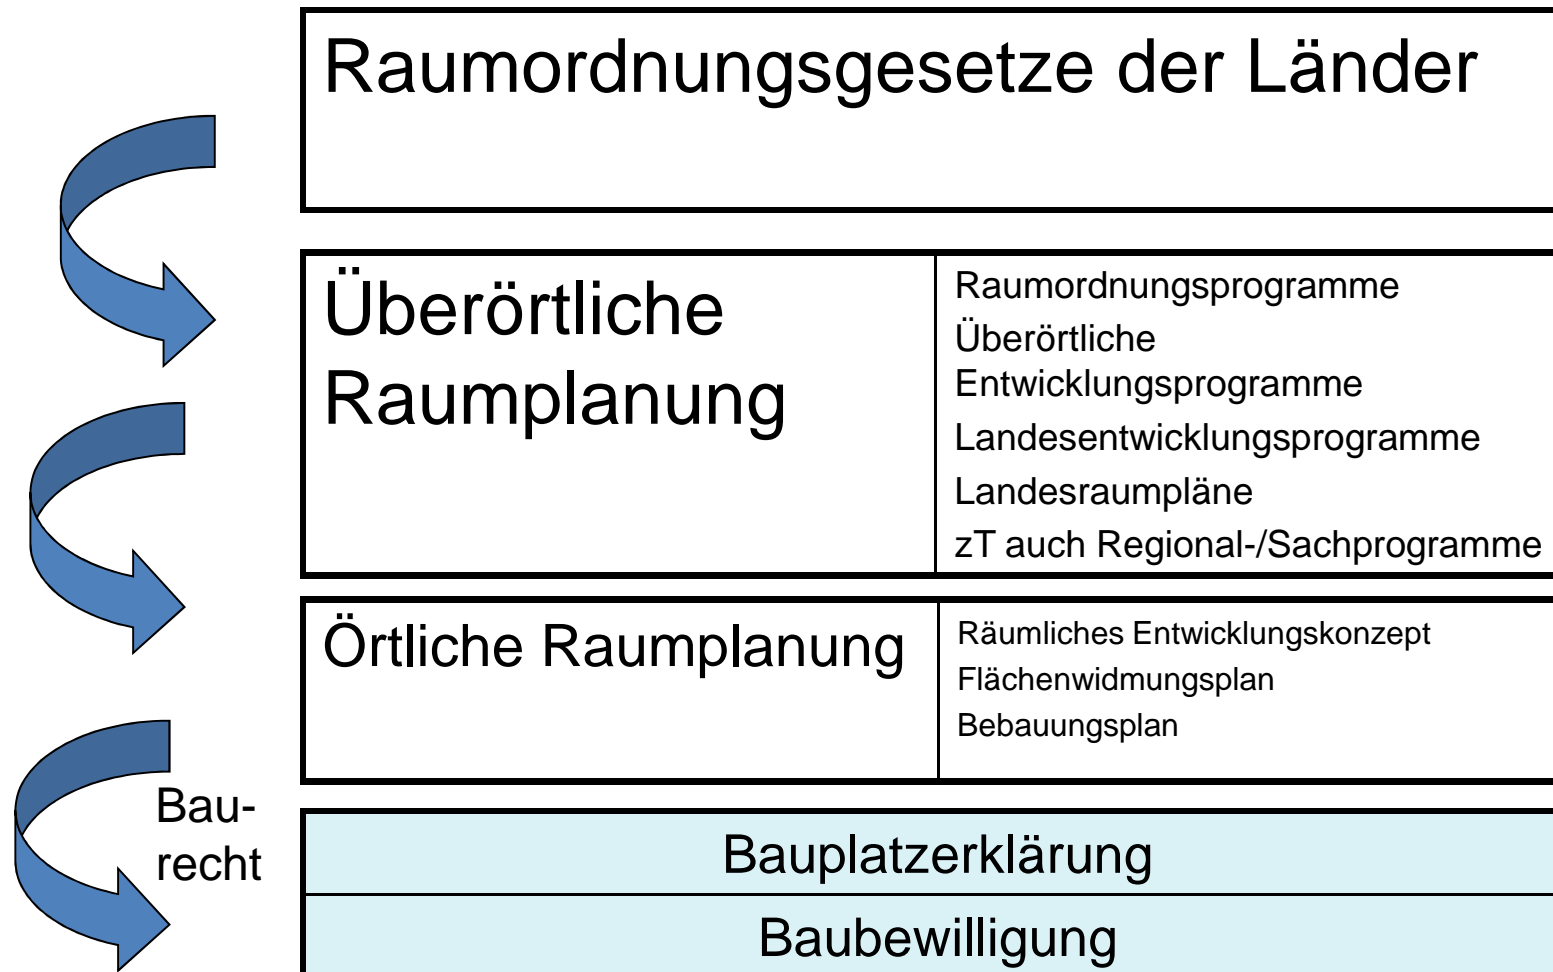 Raumordnungsgesetze der Länder
Überörtliche
Raumplanung
Raumordnungsprogramme
Überörtliche
Entwicklungsprogramme
Landesentwicklungsprogramme
Landesraumpläne
zT auch Regional-/Sachprogramme
Örtliche Raumplanung
Räumliches Entwicklungskonzept
Flächenwidmungsplan
Bebauungsplan
Bau-
recht
Bauplatzerklärung
Baubewilligung